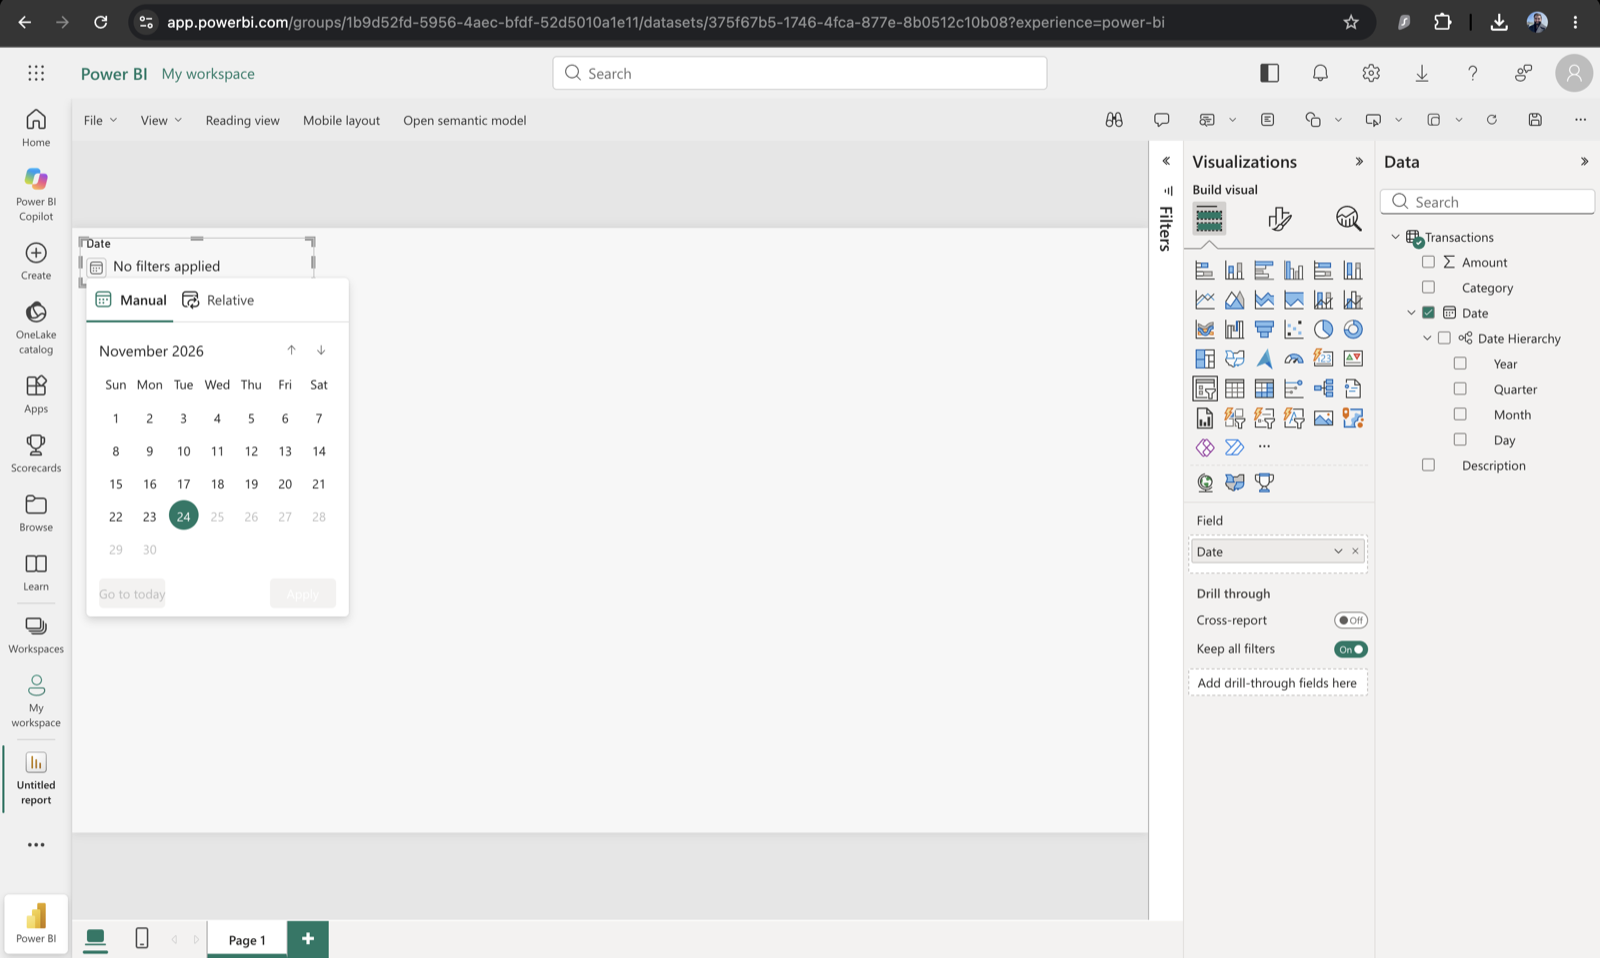 app.powerbi.com/groups/1b9d52fd-5956-4aec-bfdf-52d5010a1e11/datasets/375f67b5-1746-4fca-877e-8b0512c10b08?experience=power-bi
Power BI My workspace
Search
File View Reading view Mobile layout Open semantic model
Home
Power BI
Copilot
Create
OneLake
catalog
Apps
Scorecards
Browse
Learn
Workspaces
My
workspace
Untitled
report
Power BI
Date
No filters applied
Manual Relative
November 2026
Sun Mon Tue Wed Thu Fri Sat
1 2 3 4 5 6 7
8 9 10 11 12 13 14
15 16 17 18 19 20 21
22 23 24 25 26 27 28
29 30
Go to today Apply
Page 1
Filters
Visualizations
Build visual
123
Field
Date
Drill through
Cross-report Off
Keep all filters On
Add drill-through fields here
Data
Search
Transactions
Amount
Category
Date
Date Hierarchy
Year
Quarter
Month
Day
Description